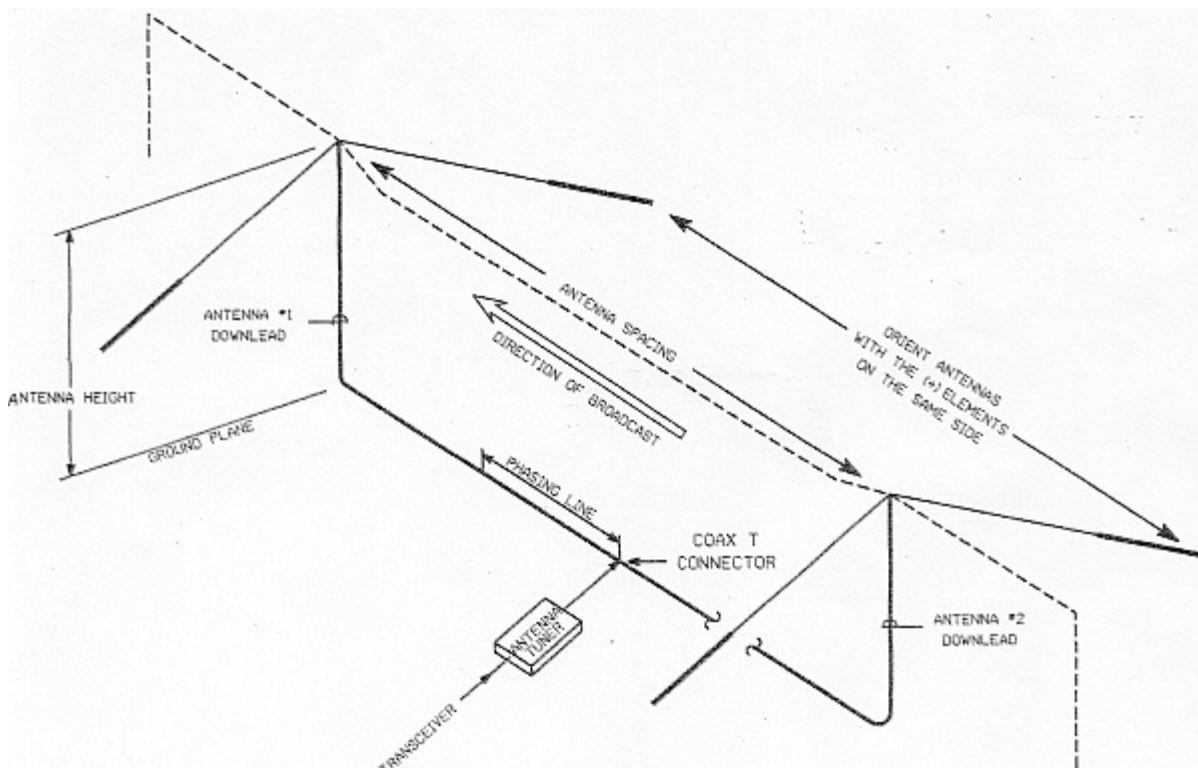 ANTENNA *1
DOWNLEAD
ANTENNA HEIGHT
GROUND PLANE
ANTENNA SPACING
DIRECTION OF BROADCAST
ORIENT ANTENNAS
WITH THE (+) ELEMENTS
ON THE SAME SIDE
PHASING LINE
COAX T
CONNECTOR
ANTENNA
TUNER
TRANSCEIVER
ANTENNA *2
DOWNLEAD